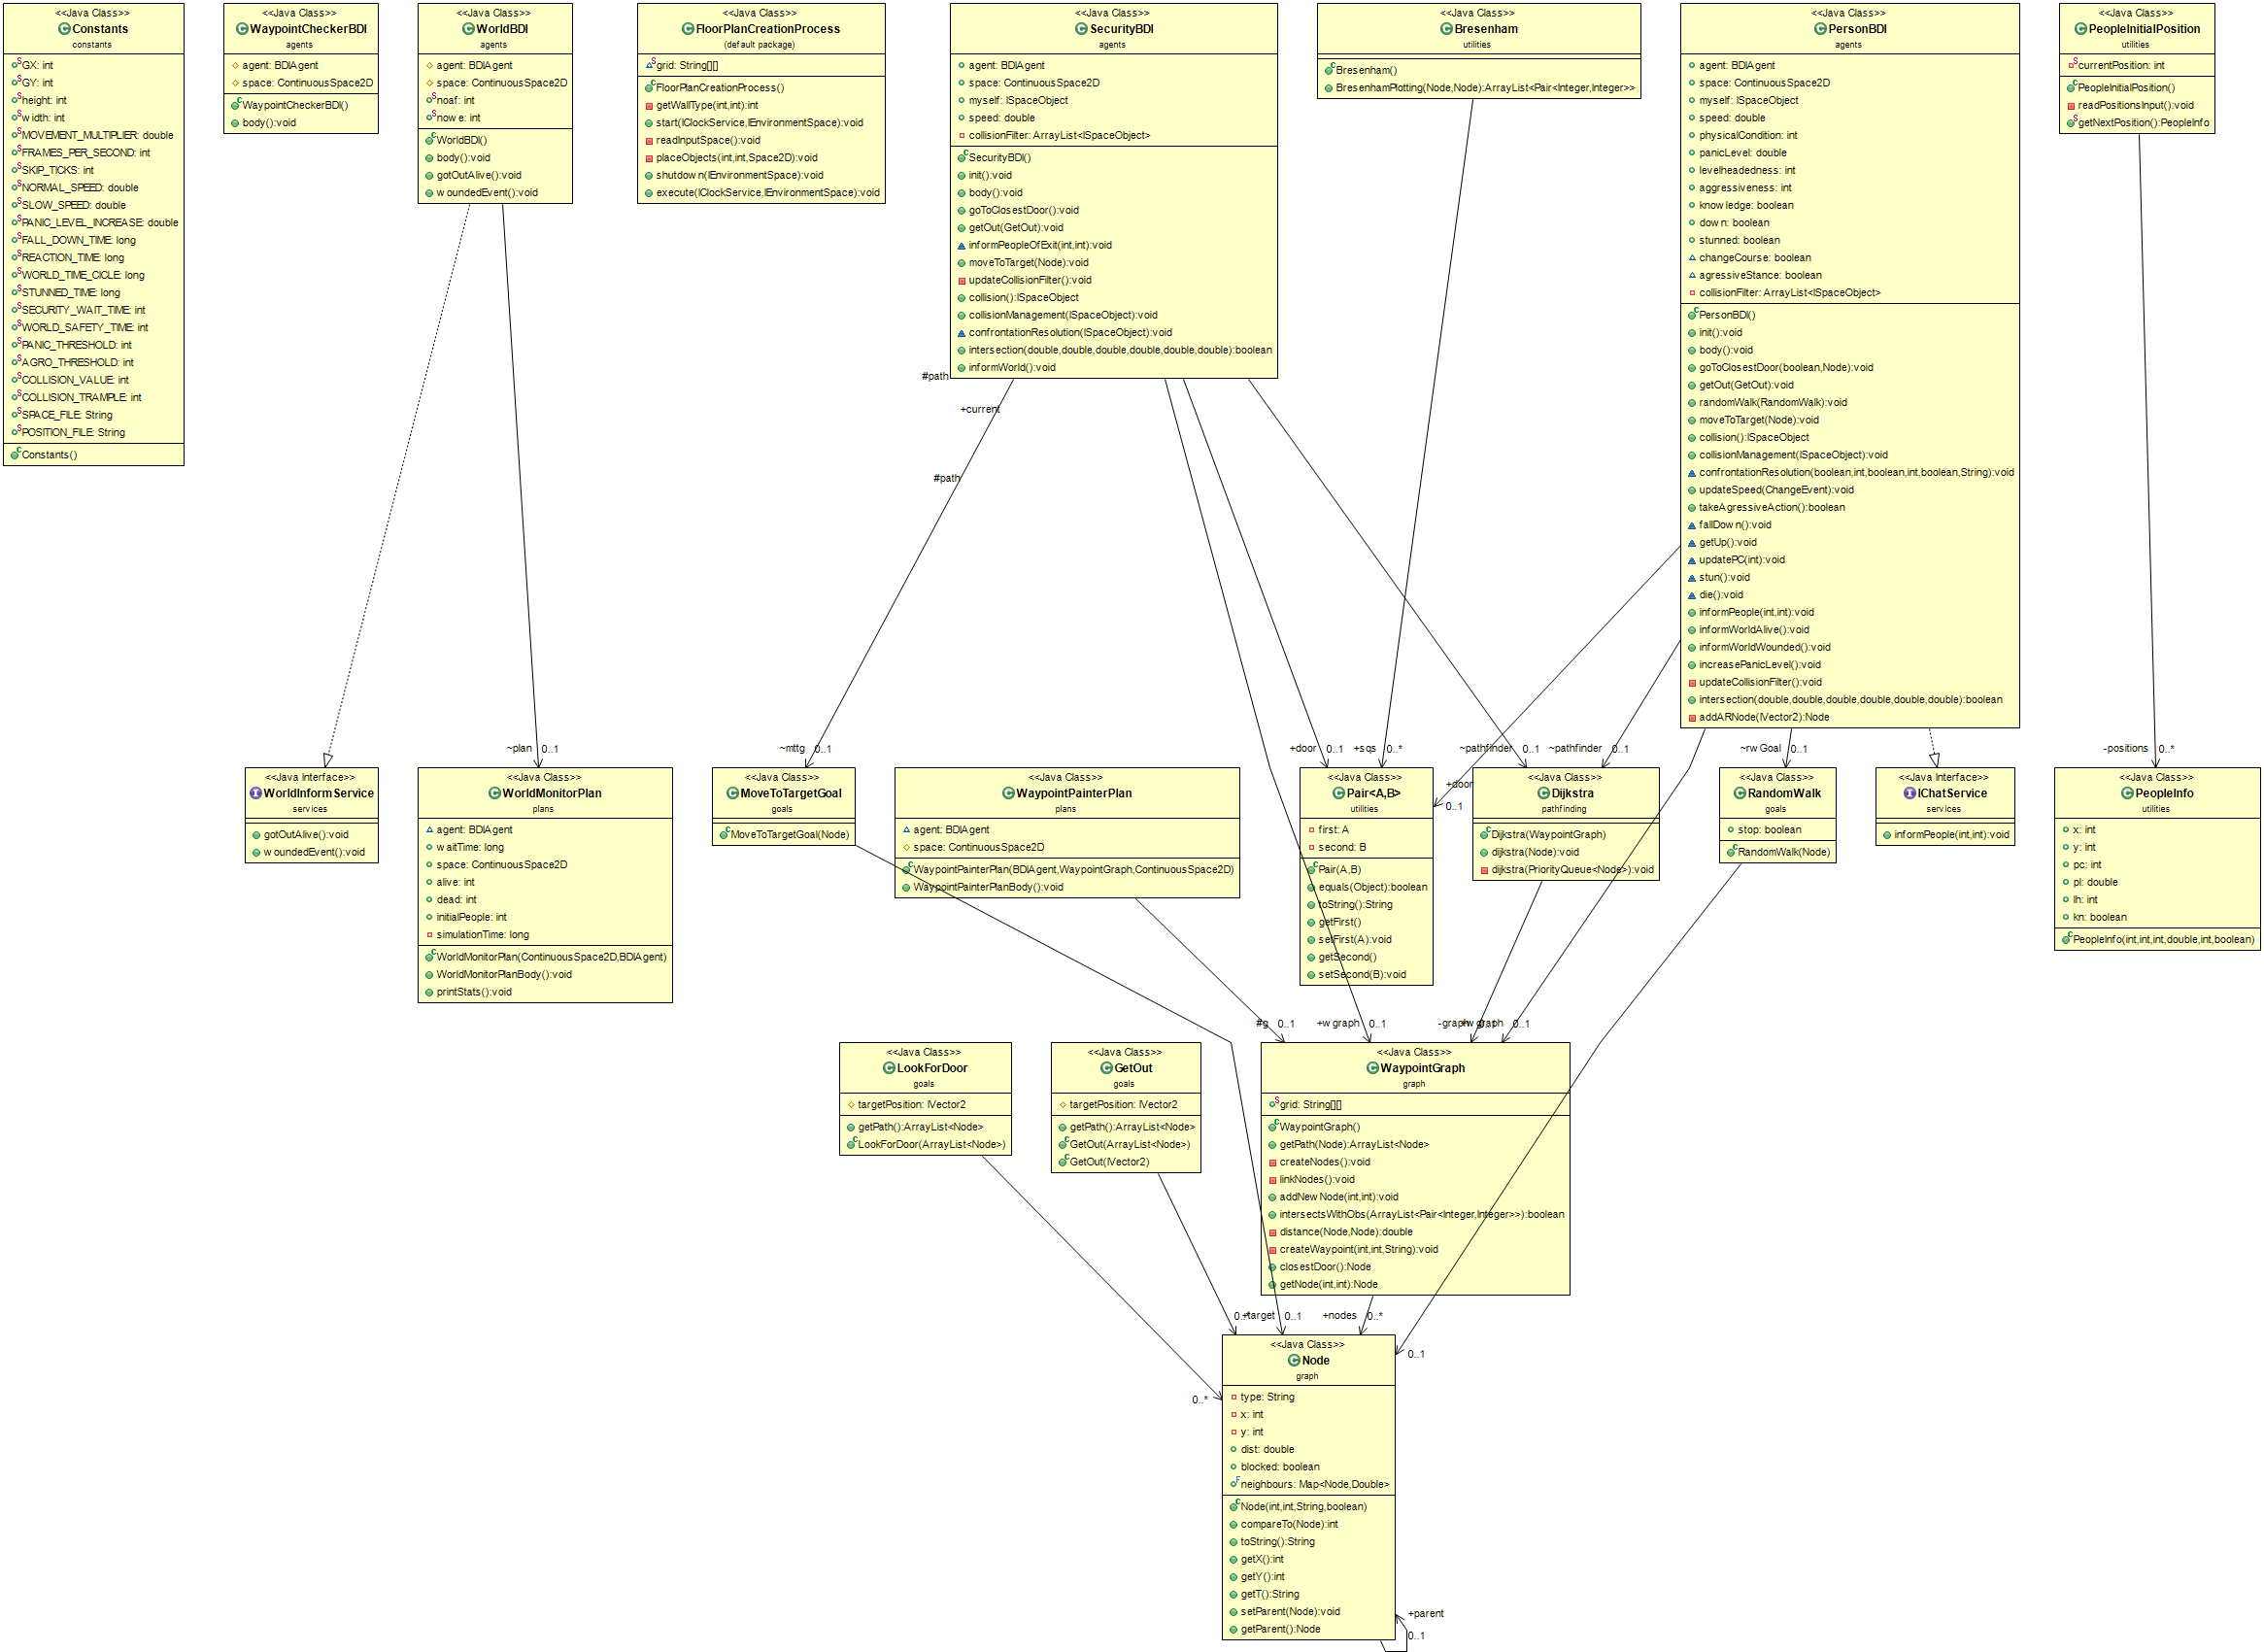 <<Java Class>>
Constants
constants
GX: int
GY: int
height: int
width: int
MOVEMENT_MULTIPLIER: double
FRAMES_PER_SECOND: int
SKIP_TICKS: int
NORMAL_SPEED: double
SLOW_SPEED: double
PANIC_LEVEL_INCREASE: double
FALL_DOWN_TIME: long
REACTION_TIME: long
WORLD_TIME_CICLE: long
STUNNED_TIME: long
SECURITY_WAIT_TIME: int
WORLD_SAFETY_TIME: int
PANIC_THRESHOLD: int
AGRO_THRESHOLD: int
COLLISION_VALUE: int
COLLISION_TRAMPLE: int
SPACE_FILE: String
POSITION_FILE: String
Constants()
<<Java Class>>
WaypointCheckerBDI
agents
agent: BDIAgent
space: ContinuousSpace2D
WaypointCheckerBDI()
body():void
<<Java Class>>
WorldBDI
agents
agent: BDIAgent
space: ContinuousSpace2D
noaf: int
nowe: int
WorldBDI()
body():void
gotOutAlive():void
woundedEvent():void
<<Java Class>>
FloorPlanCreationProcess
(default package)
grid: String[][]
FloorPlanCreationProcess()
getWallType(int,int):int
start(IClockService,IEnvironmentSpace):void
readInputSpace():void
placeObjects(int,int,Space2D):void
shutdown(IEnvironmentSpace):void
execute(IClockService,IEnvironmentSpace):void
<<Java Class>>
SecurityBDI
agents
agent: BDIAgent
space: ContinuousSpace2D
myself: ISpaceObject
speed: double
collisionFilter: ArrayList<ISpaceObject>
SecurityBDI()
init():void
body():void
goToClosestDoor():void
getOut(GetOut):void
informPeopleOfExit(int,int):void
moveToTarget(Node):void
updateCollisionFilter():void
collision():ISpaceObject
collisionManagement(ISpaceObject):void
confrontationResolution(ISpaceObject):void
intersection(double,double,double,double,double,double):boolean
informWorld():void
<<Java Class>>
Bresenham
utilities
Bresenham()
BresenhamPlotting(Node,Node):ArrayList<Pair<Integer,Integer>>
<<Java Class>>
PersonBDI
agents
agent: BDIAgent
space: ContinuousSpace2D
myself: ISpaceObject
speed: double
physicalCondition: int
panicLevel: double
levelheadedness: int
aggressiveness: int
knowledge: boolean
down: boolean
stunned: boolean
changeCourse: boolean
agressiveStance: boolean
collisionFilter: ArrayList<ISpaceObject>
PersonBDI()
init():void
body():void
goToClosestDoor(boolean,Node):void
getOut(GetOut):void
randomWalk(RandomWalk):void
moveToTarget(Node):void
collision():ISpaceObject
collisionManagement(ISpaceObject):void
confrontationResolution(boolean,int,boolean,int,boolean,String):void
updateSpeed(ChangeEvent):void
takeAgressiveAction():boolean
fallDown():void
getUp():void
updatePC(int):void
stun():void
die():void
informPeople(int,int):void
informWorldAlive():void
informWorldWounded():void
increasePanicLevel():void
updateCollisionFilter():void
intersection(double,double,double,double,double,double):boolean
addARNode(IVector2):Node
<<Java Class>>
PeopleInitialPosition
utilities
currentPosition: int
PeopleInitialPosition()
readPositionsInput():void
getNextPosition():PeopleInfo
#path
+current
#path
~plan 0..1
~mttg 0..1
+door 0..1
+sqs 0..*
~pathfinder 0..1
~pathfinder 0..1
~rwGoal 0..1
-positions 0..*
+door
0..1
<<Java Interface>>
WorldInformService
services
gotOutAlive():void
woundedEvent():void
<<Java Class>>
WorldMonitorPlan
plans
agent: BDIAgent
waitTime: long
space: ContinuousSpace2D
alive: int
dead: int
initialPeople: int
simulationTime: long
WorldMonitorPlan(ContinuousSpace2D,BDIAgent)
WorldMonitorPlanBody():void
printStats():void
<<Java Class>>
MoveToTargetGoal
goals
MoveToTargetGoal(Node)
<<Java Class>>
WaypointPainterPlan
plans
agent: BDIAgent
space: ContinuousSpace2D
WaypointPainterPlan(BDIAgent,WaypointGraph,ContinuousSpace2D)
WaypointPainterPlanBody():void
<<Java Class>>
Pair<A,B>
utilities
first: A
second: B
Pair(A,B)
equals(Object):boolean
toString():String
getFirst()
setFirst(A):void
getSecond()
setSecond(B):void
<<Java Class>>
Dijkstra
pathfinding
Dijkstra(WaypointGraph)
dijkstra(Node):void
dijkstra(PriorityQueue<Node>):void
<<Java Class>>
RandomWalk
goals
stop: boolean
RandomWalk(Node)
<<Java Interface>>
IChatService
services
informPeople(int,int):void
<<Java Class>>
PeopleInfo
utilities
x: int
y: int
pc: int
pl: double
lh: int
kn: boolean
PeopleInfo(int,int,int,double,int,boolean)
#g 0..1
+wgraph 0..1
-graph
+wgraph 0..1
<<Java Class>>
LookForDoor
goals
targetPosition: IVector2
getPath():ArrayList<Node>
LookForDoor(ArrayList<Node>)
<<Java Class>>
GetOut
goals
targetPosition: IVector2
getPath():ArrayList<Node>
GetOut(ArrayList<Node>)
GetOut(IVector2)
<<Java Class>>
WaypointGraph
graph
grid: String[][]
WaypointGraph()
getPath(Node):ArrayList<Node>
createNodes():void
linkNodes():void
addNewNode(int,int):void
intersectsWithObs(ArrayList<Pair<Integer,Integer>>):boolean
distance(Node,Node):double
createWaypoint(int,int,String):void
closestDoor():Node
getNode(int,int):Node
0..*
+target 0..1
+nodes 0..*
0..1
0..*
<<Java Class>>
Node
graph
type: String
x: int
y: int
dist: double
blocked: boolean
neighbours: Map<Node,Double>
Node(int,int,String,boolean)
compareTo(Node):int
toString():String
getX():int
getY():int
getT():String
setParent(Node):void
getParent():Node
+parent
0..1